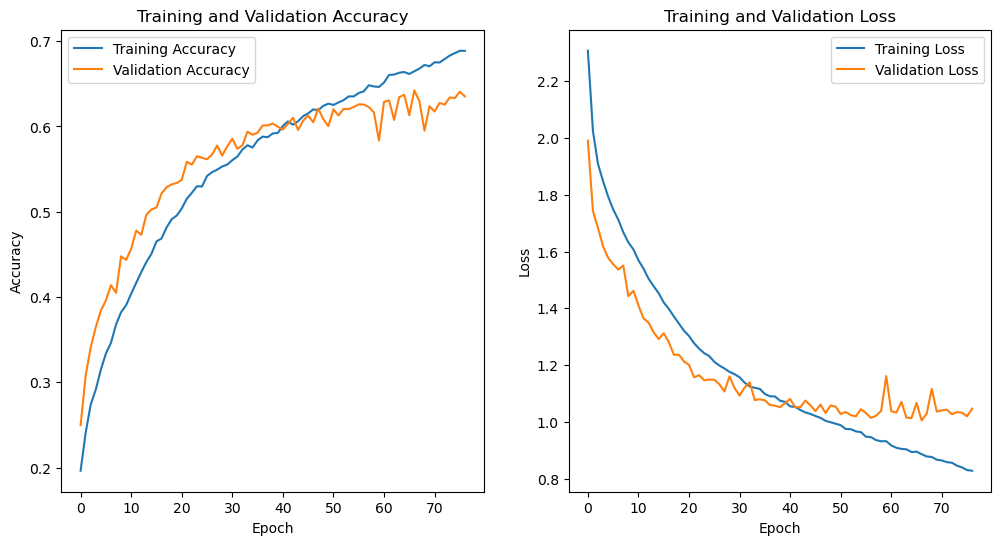 Training and Validation Accuracy
Training Accuracy
Validation Accuracy
0.7
0.6
0.5
0.4
0.3
0.2
Accuracy
0 10 20 30 40 50 60 70
Epoch
Training and Validation Loss
Training Loss
Validation Loss
2.2
2.0
1.8
1.6
1.4
1.2
1.0
0.8
Loss
0 10 20 30 40 50 60 70
Epoch